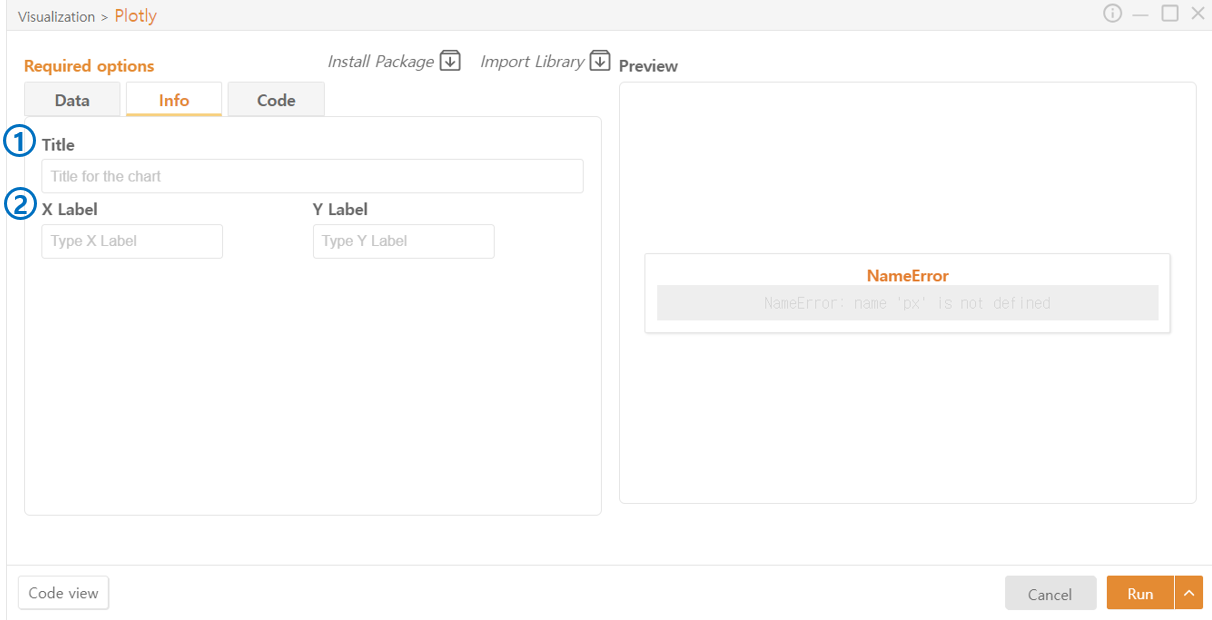 Visualization > Plotly
Required options
Install Package
Import Library
Preview
Data
Info
Code
① Title
Title for the chart
② X Label
Y Label
Type X Label
Type Y Label
NameError
NameError: name 'px' is not defined
Code view
Cancel
Run